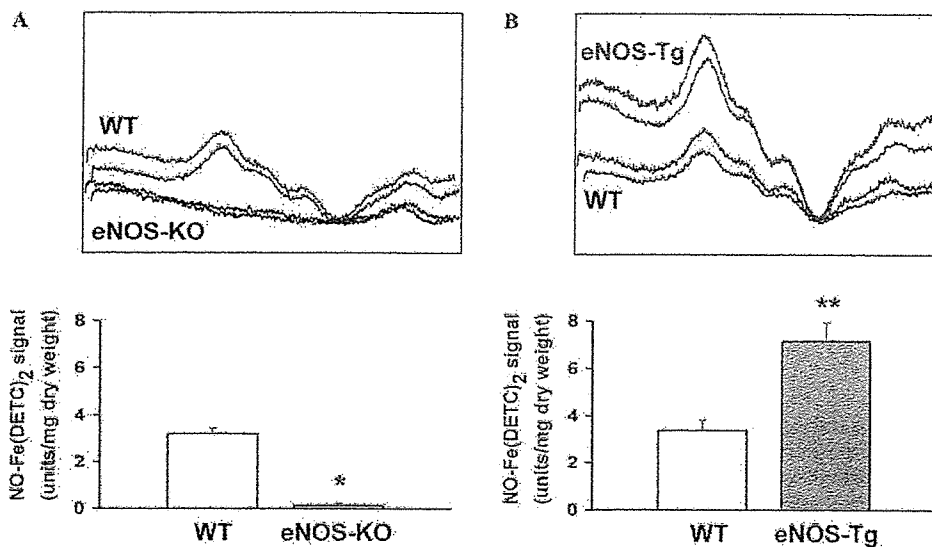 A
B
WT
eNOS-KO
eNOS-Tg
WT
NO-Fe(DETC)2 signal
(units/mg dry weight)
8
6
4
2
0
*
WT
eNOS-KO
NO-Fe(DETC)2 signal
(units/mg dry weight)
8
6
4
2
0
**
WT
eNOS-Tg